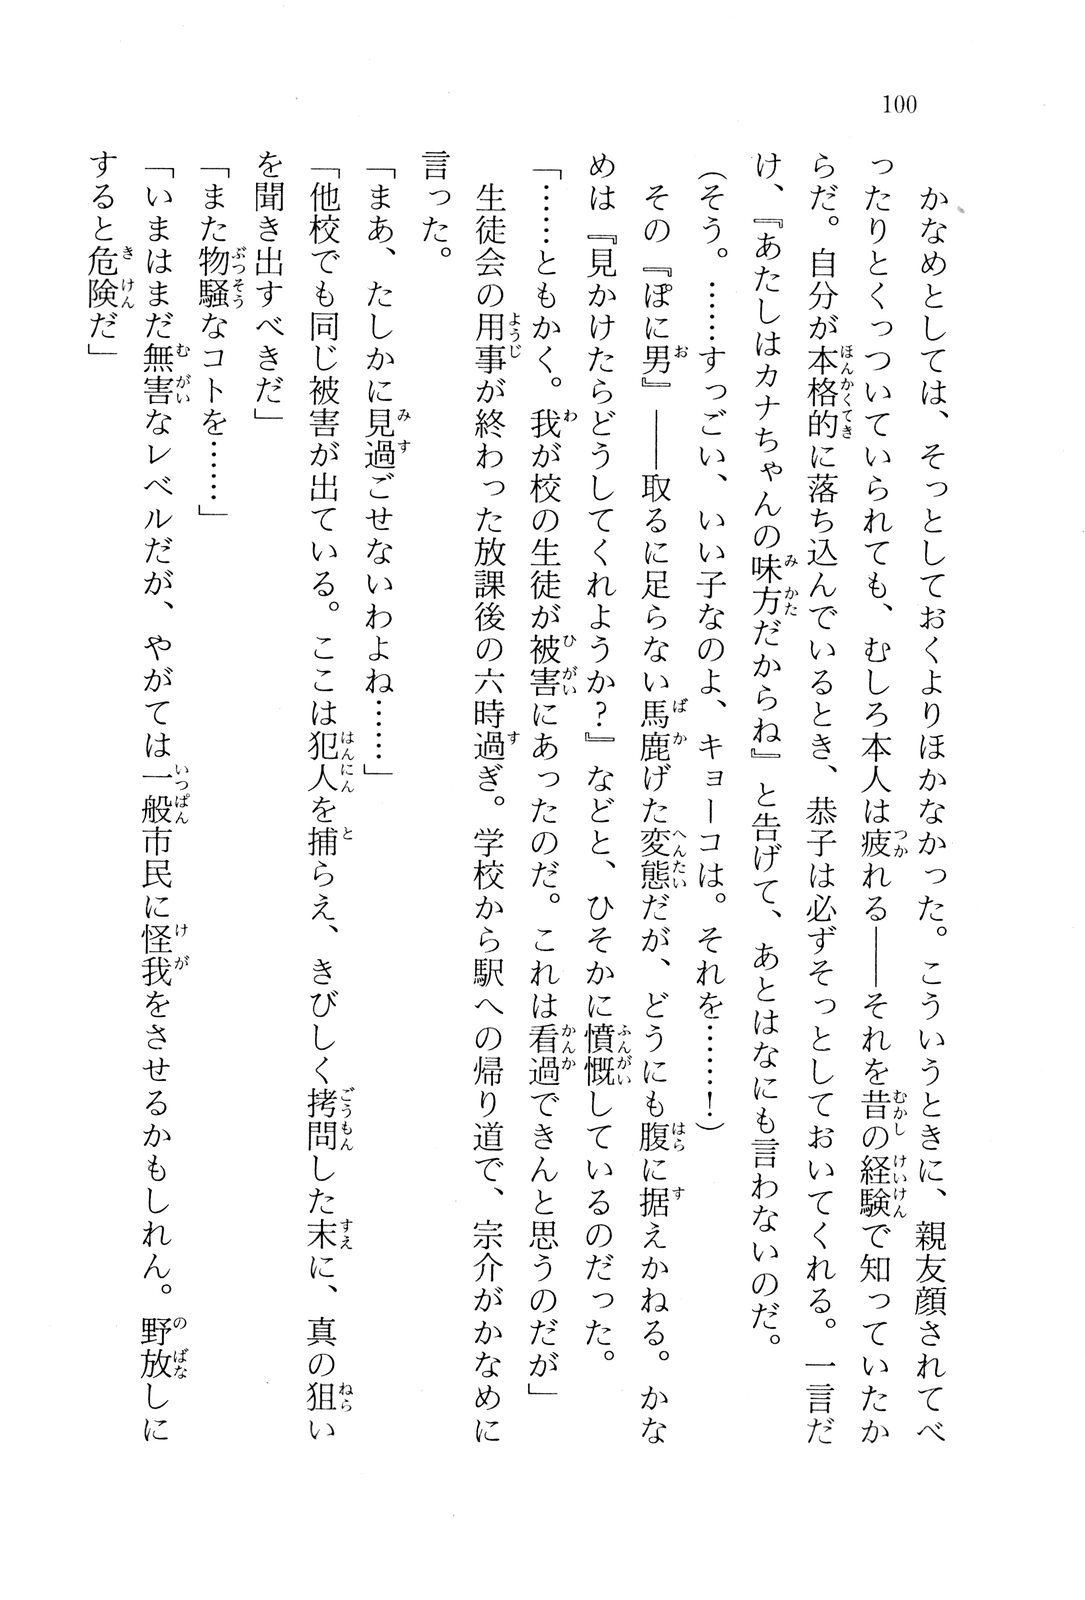 100
かなめとしては、そっとしておくよりほかなかった。こういうときに、親友顔されてべ
ったりとくっついていられても、むしろ本人は疲れる――それを昔の経験で知っていたか
らだ。自分が本格的に落ち込んでいるとき、恭子は必ずそっとしておいてくれる。一言だ
け、『あたしはカナちゃんの味方だからね』と告げて、あとはなにも言わないのだ。
(そう。……すっごい、いい子なのよ、キョーコは。それを……！)
その『ぽに男』――取るに足らない馬鹿げた変態だが、どうにも腹に据えかねる。かな
めは『見かけたらどうしてくれようか？』などと、ひそかに憤慨しているのだった。
「……ともかく。我が校の生徒が被害にあったのだ。これは看過できんと思うのだが」
生徒会の用事が終わった放課後の六時過ぎ。学校から駅への帰り道で、宗介がかなめに
言った。
「まあ、たしかに見過ごせないわよね……」
「他校でも同じ被害が出ている。ここは犯人を捕らえ、きびしく拷問した末に、真の狙い
を聞き出すべきだ」
「また物騒なコトを……」
「いまはまだ無害なレベルだが、やがては一般市民に怪我をさせるかもしれん。野放しに
すると危険だ」